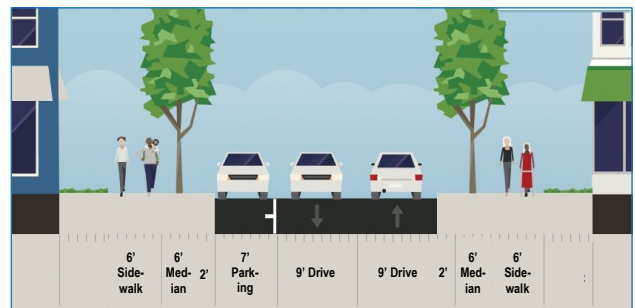 6' Side- walk
6' Med- ian
2'
7' Park- ing
9' Drive
9' Drive
2'
6' Med- ian
6' Side- walk